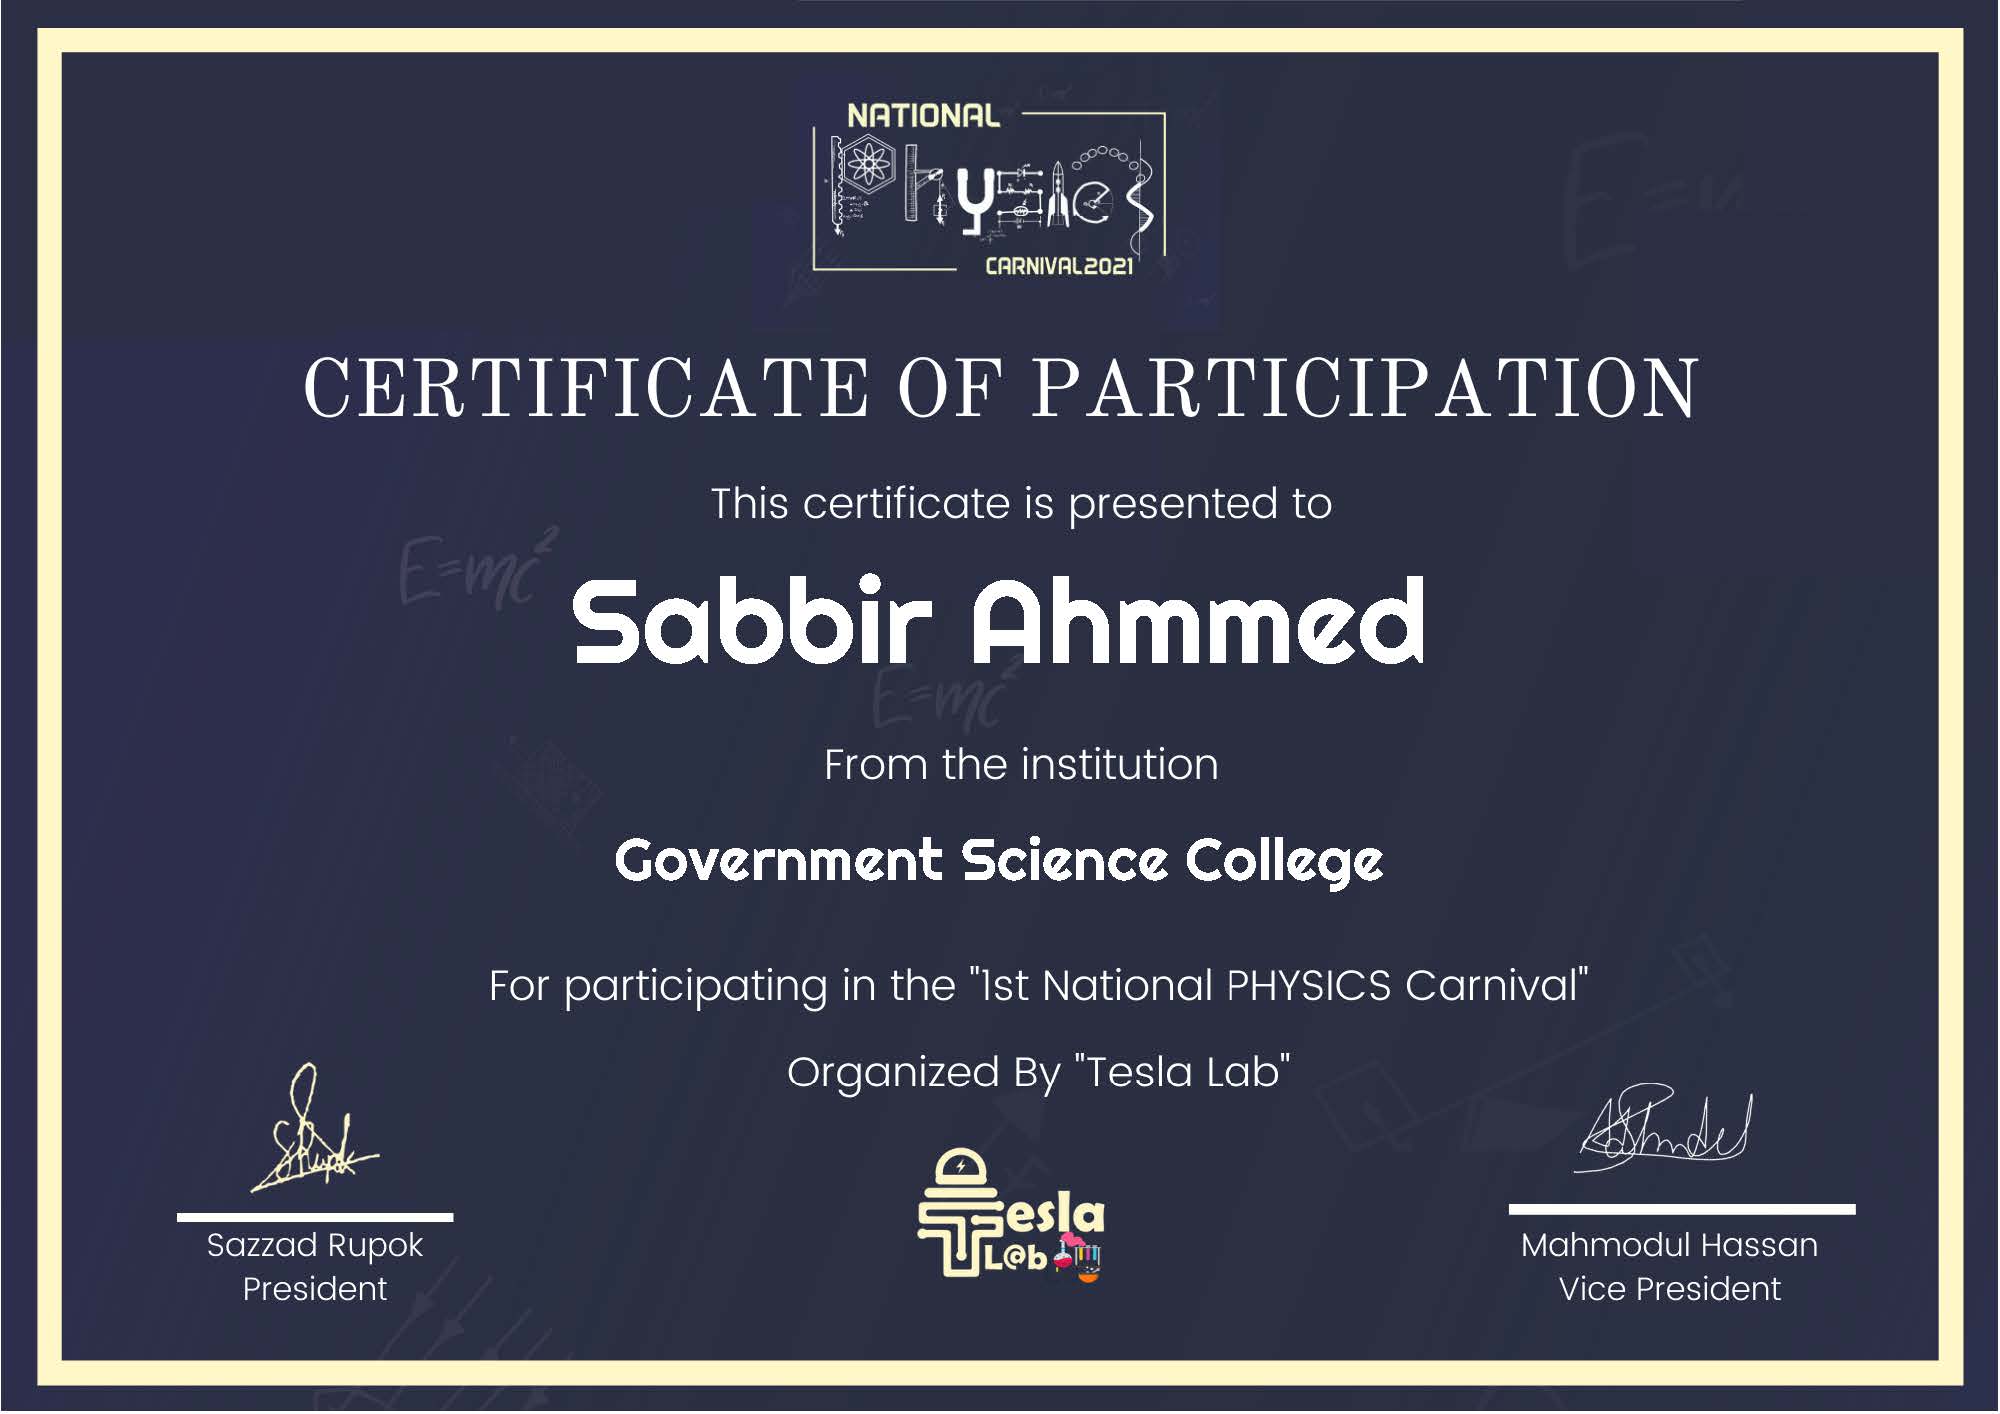 NATIONAL
Physics
CARNIVAL2021
CERTIFICATE OF PARTICIPATION
This certificate is presented to
E=mc²
Sabbir Ahmmed
E=mc²
From the institution
Government Science College
For participating in the "1st National PHYSICS Carnival"
Organized By "Tesla Lab"
Tesla
L@b
Sazzad Rupok
President
Mahmodul Hassan
Vice President